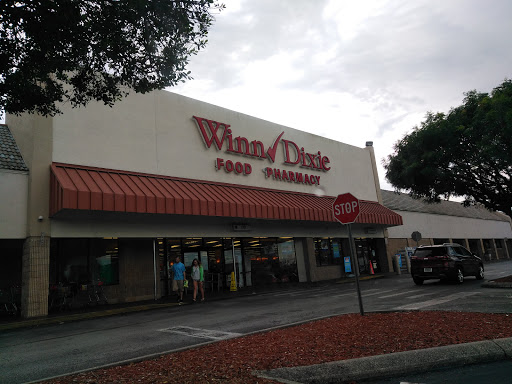 Winn Dixie
FOOD PHARMACY
STOP